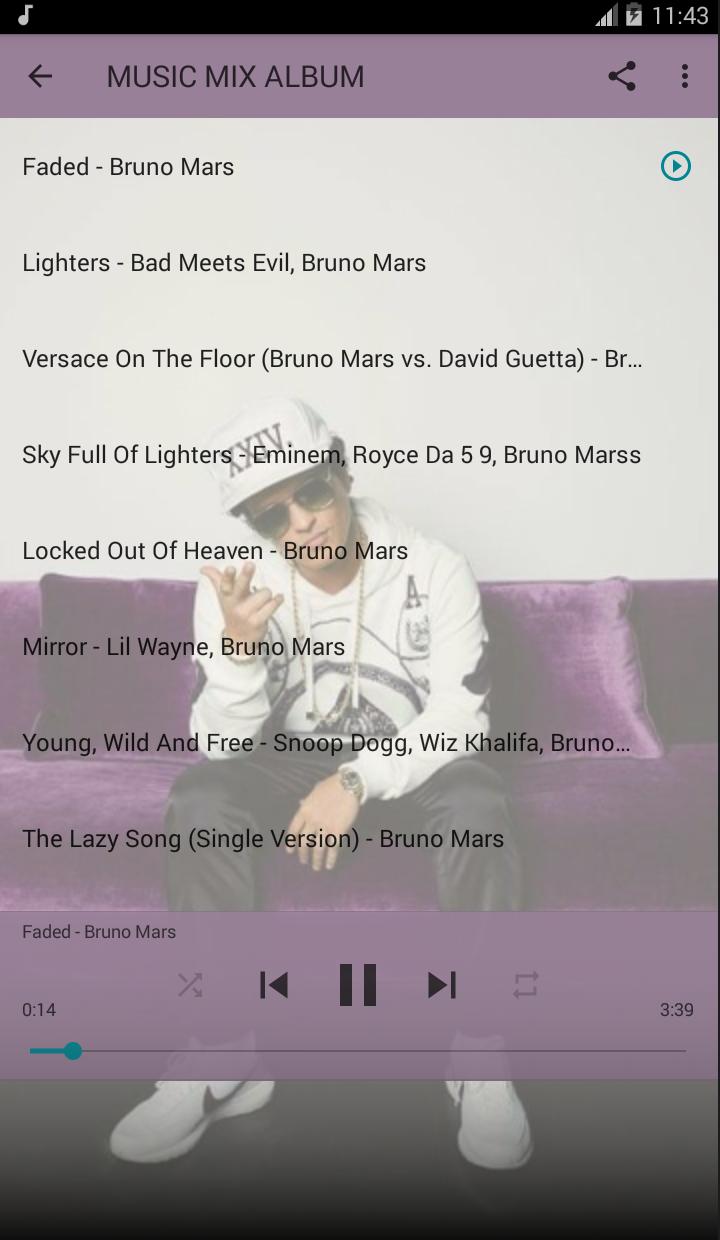 11:43
MUSIC MIX ALBUM
Faded - Bruno Mars
Lighters - Bad Meets Evil, Bruno Mars
Versace On The Floor (Bruno Mars vs. David Guetta) - Br...
XXIV.
Sky Full Of Lighters - Eminem, Royce Da 5 9, Bruno Marss
Locked Out Of Heaven - Bruno Mars
A
Mirror - Lil Wayne, Bruno Mars
Young, Wild And Free - Snoop Dogg, Wiz Khalifa, Bruno...
The Lazy Song (Single Version) - Bruno Mars
Faded - Bruno Mars
0:14
3:39